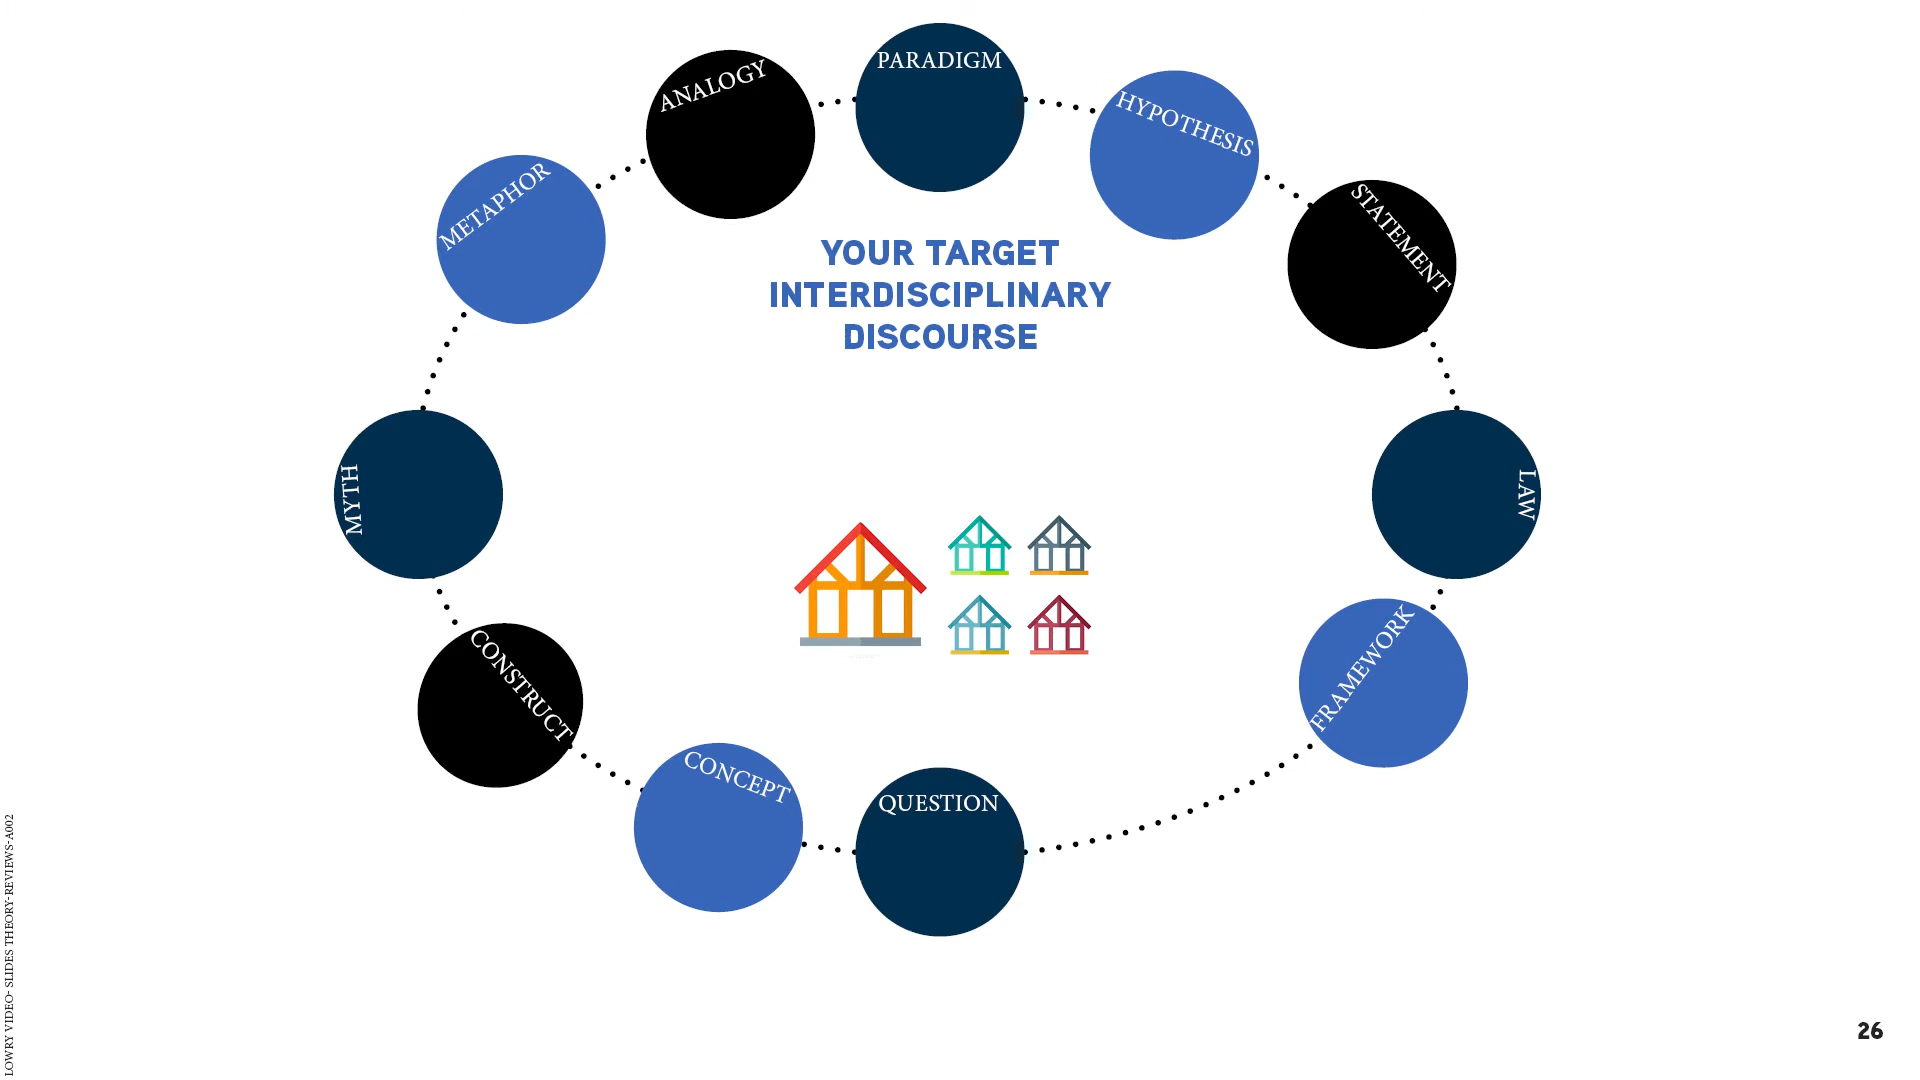 PARADIGM
ANALOGY
HYPOTHESIS
METAPHOR
STATEMENT
YOUR TARGET
INTERDISCIPLINARY
DISCOURSE
MYTH
LAW
CONSTRUCT
FRAMEWORK
CONCEPT
QUESTION
LOWRY VIDEO- SLIDES THEORY-REVIEWS-A002
26